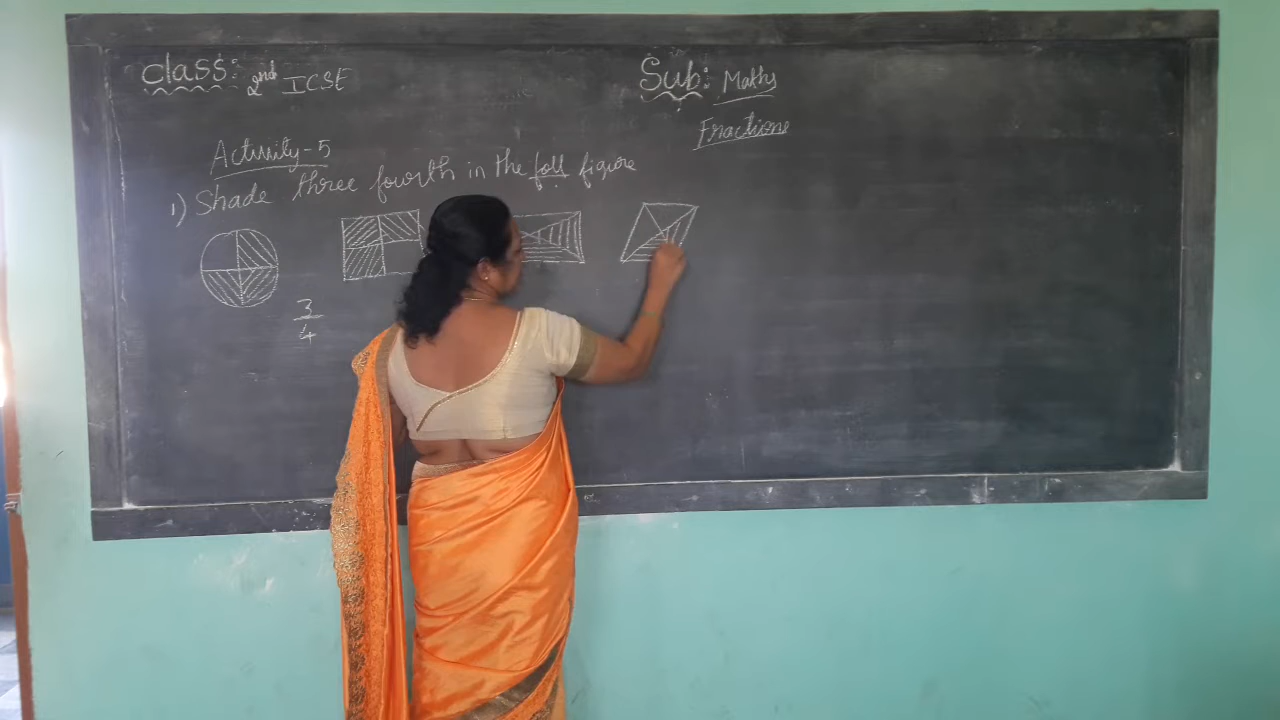 class: 2nd ICSE
Sub: Maths
Fractions
Activity-5
1) Shade three fourth in the foll figure
3
4